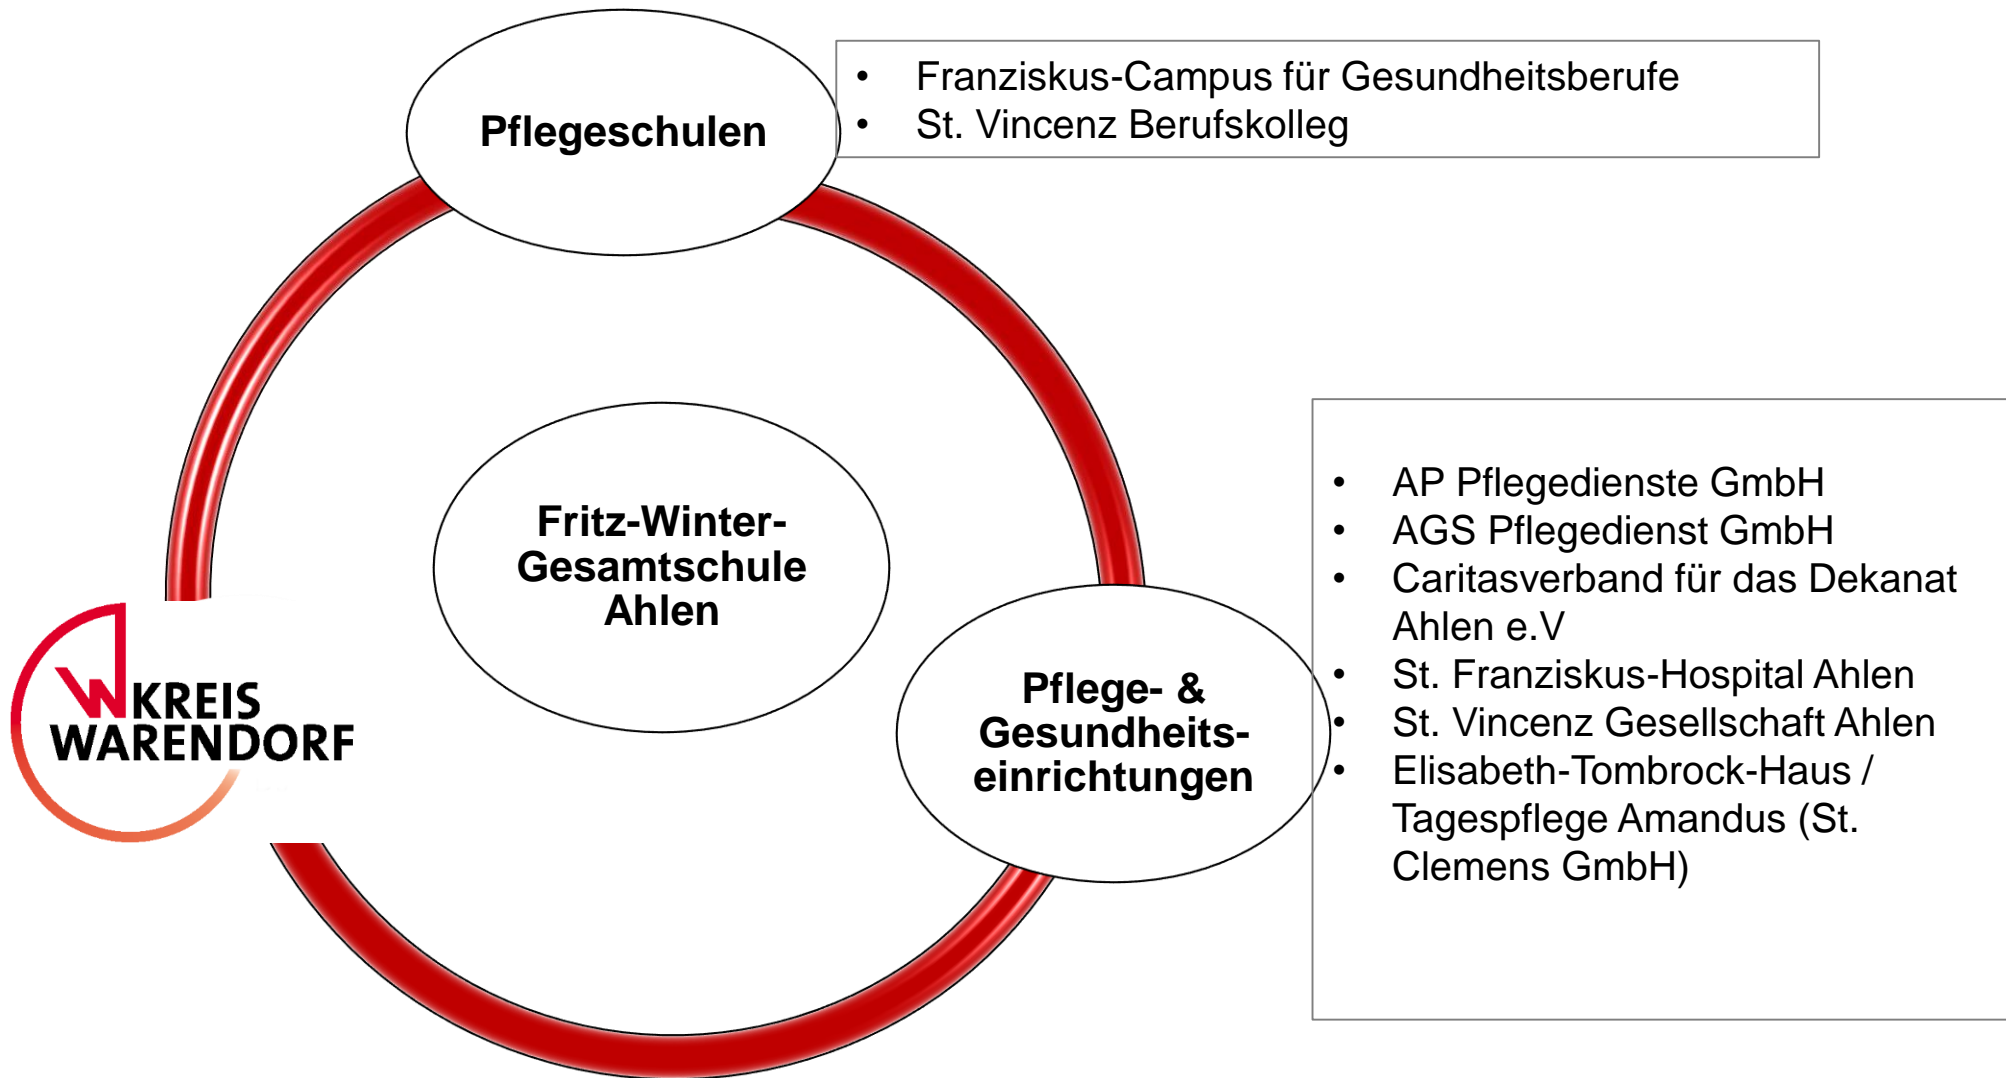 Pflegeschulen
• Franziskus-Campus für Gesundheitsberufe
• St. Vincenz Berufskolleg
Fritz-Winter-
Gesamtschule
Ahlen
KREIS
WARENDORF
Pflege- &
Gesundheits-
einrichtungen
• AP Pflegedienste GmbH
• AGS Pflegedienst GmbH
• Caritasverband für das Dekanat
Ahlen e.V
• St. Franziskus-Hospital Ahlen
• St. Vincenz Gesellschaft Ahlen
• Elisabeth-Tombrock-Haus /
Tagespflege Amandus (St.
Clemens GmbH)